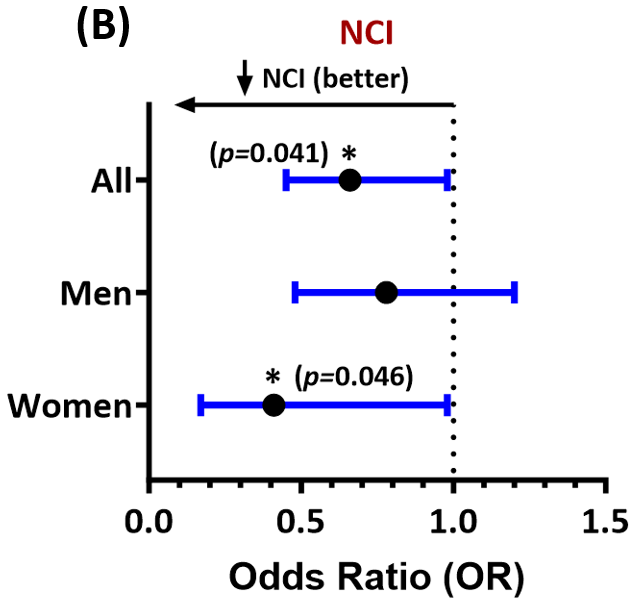 (B)
NCI
NCI (better)
(p=0.041) *
All
Men
* (p=0.046)
Women
0.0 0.5 1.0 1.5
Odds Ratio (OR)